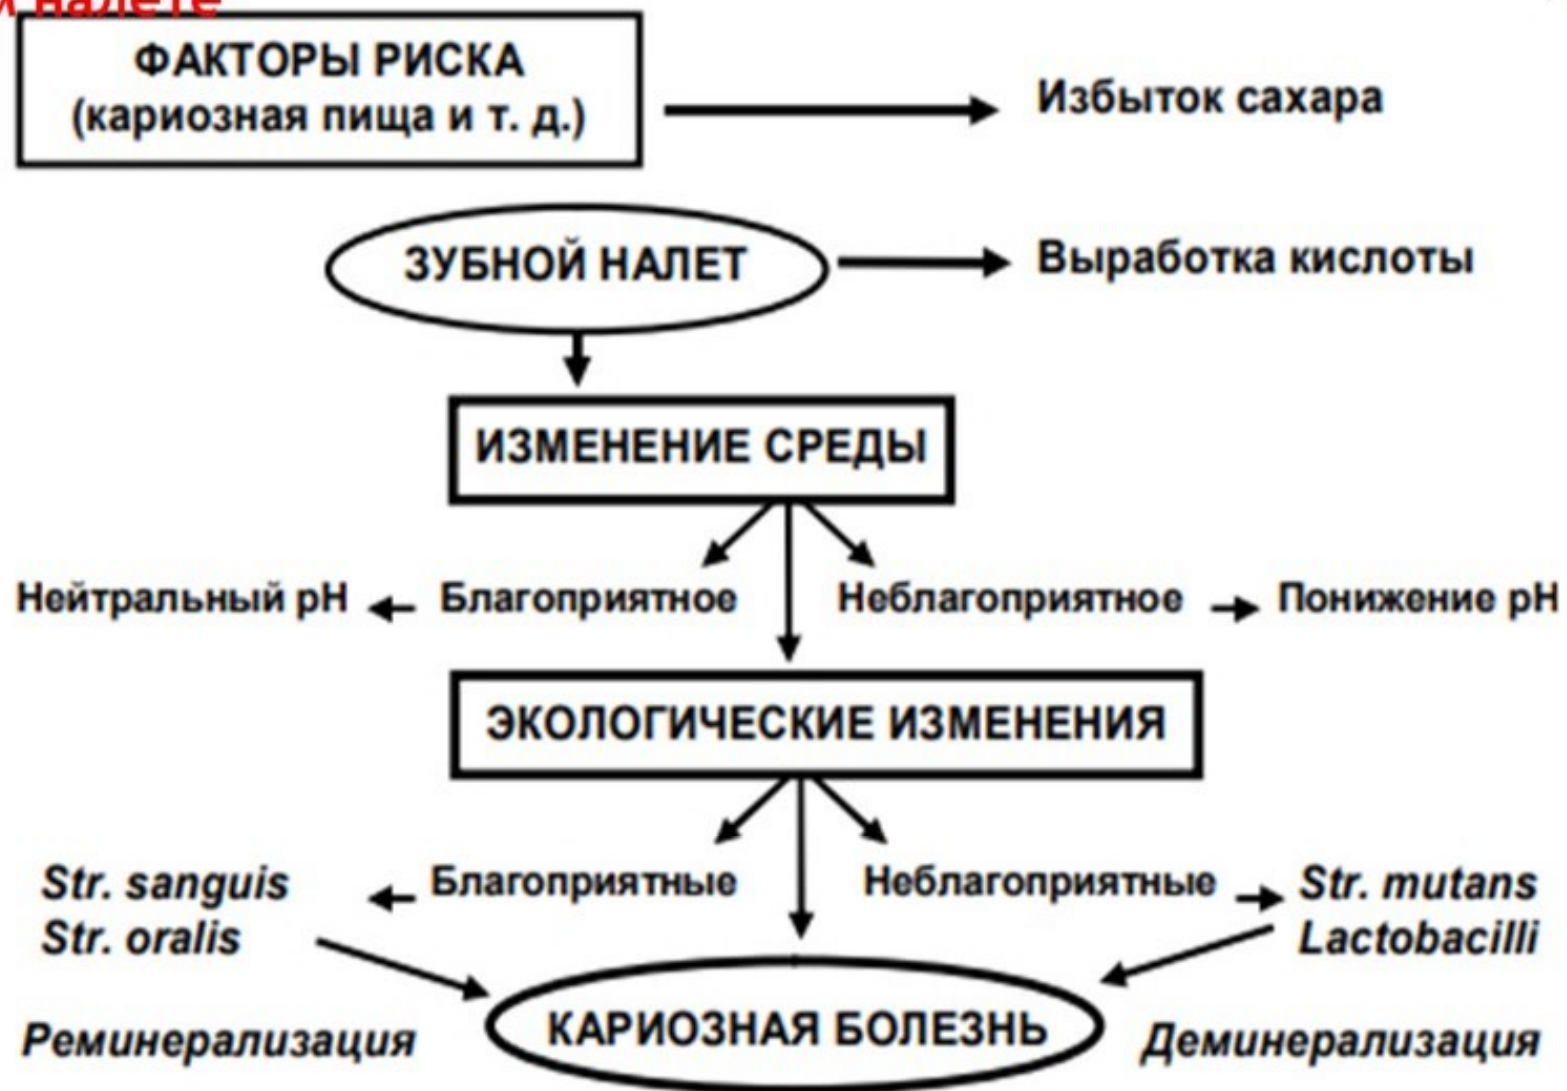 налете
ФАКТОРЫ РИСКА
(кариозная пища и т. д.)
Избыток сахара
ЗУБНОЙ НАЛЕТ
Выработка кислоты
ИЗМЕНЕНИЕ СРЕДЫ
Нейтральный pH
Благоприятное
Неблагоприятное
Понижение pH
ЭКОЛОГИЧЕСКИЕ ИЗМЕНЕНИЯ
Str. sanguis
Str. oralis
Благоприятные
Неблагоприятные
Str. mutans
Lactobacilli
КАРИОЗНАЯ БОЛЕЗНЬ
Реминерализация
Деминерализация